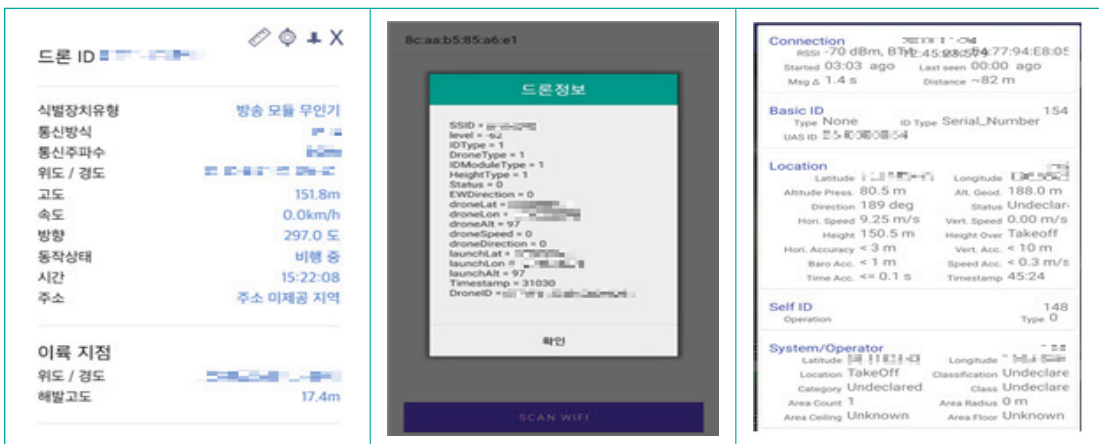 드론 ID
X
식별장치유형 방송 모듈 무인기
통신방식
통신주파수
위도 / 경도
고도 151.8m
속도 0.0km/h
방향 297.0 도
동작상태 비행 중
시간 15:22:08
주소 주소 미제공 지역
이륙 지점
위도 / 경도
해발고도 17.4m
8c:aa:b5:85:a6:e1
드론정보
SSID =
level = -62
IDType = 1
DroneType = 1
IDModuleType = 1
HeightType = 1
Status = 0
EWDirection = 0
droneLat =
droneLon =
droneAlt = 97
droneSpeed = 0
droneDirection = 0
launchLat =
launchLon =
launchAlt = 97
Timestamp = 31030
DroneID =
확인
SCAN WIFI
Connection
RSSI -70 dBm,
Started 03:03 ago Last seen 00:00 ago
Msg Δ 1.4 s Distance ~82 m
Basic ID 154
Type None ID Type Serial_Number
UAS ID
Location
Latitude Longitude
Altitude Press. 80.5 m Alt. Geod. 188.0 m
Direction 189 deg Status Undeclar
Hori. Speed 9.25 m/s Vert. Speed 0.00 m/s
Height 150.5 m Height Over Takeoff
Hori. Accuracy < 3 m Vert. Acc. < 10 m
Baro Acc. < 1 m Speed Acc. < 0.3 m/s
Time Acc. <= 0.1 s Timestamp 45:24
Self ID 148
Operation Type 0
System/Operator
Latitude Longitude
Location TakeOff Classification Undeclare
Category Undeclared Class Undeclare
Area Count 1 Area Radius 0 m
Area Ceiling Unknown Area Floor Unknown